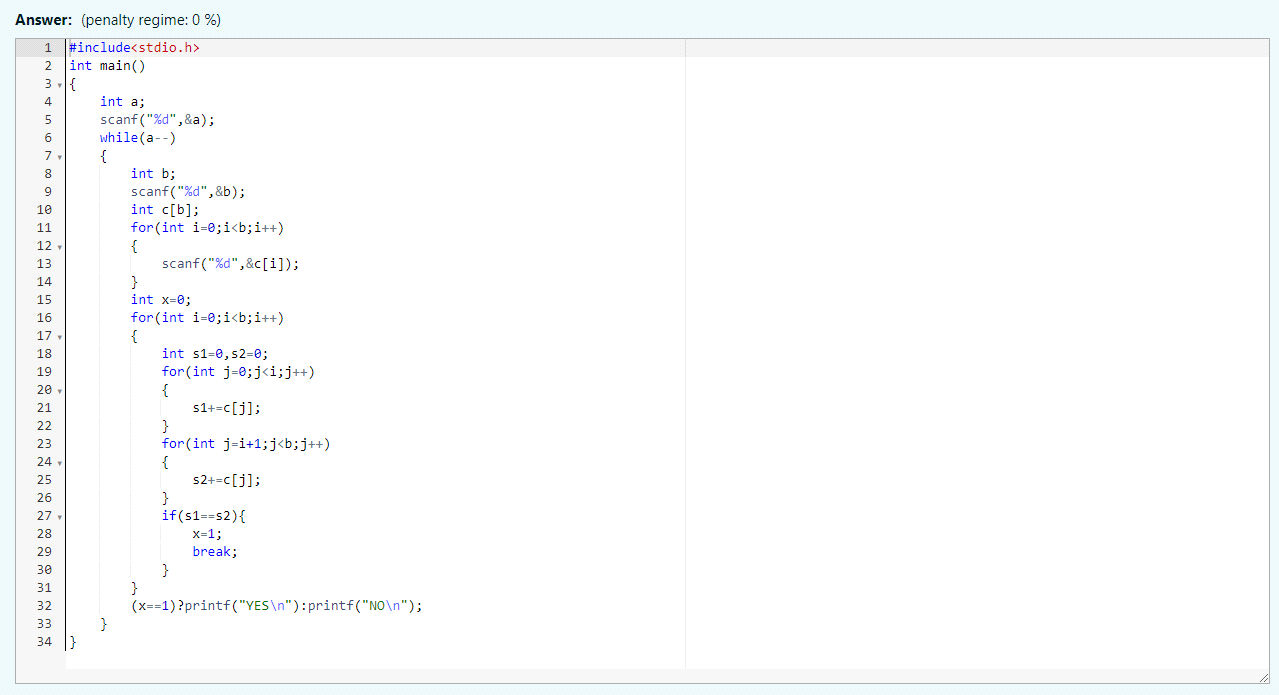 Answer: (penalty regime: 0 %)
1 #include<stdio.h>
2 int main()
3 {
4     int a;
5     scanf("%d",&a);
6     while(a--)
7     {
8         int b;
9         scanf("%d",&b);
10         int c[b];
11         for(int i=0;i<b;i++)
12         {
13             scanf("%d",&c[i]);
14         }
15         int x=0;
16         for(int i=0;i<b;i++)
17         {
18             int s1=0,s2=0;
19             for(int j=0;j<i;j++)
20             {
21                 s1+=c[j];
22             }
23             for(int j=i+1;j<b;j++)
24             {
25                 s2+=c[j];
26             }
27             if(s1==s2){
28                 x=1;
29                 break;
30             }
31         }
32         (x==1)?printf("YES\n"):printf("NO\n");
33     }
34 }